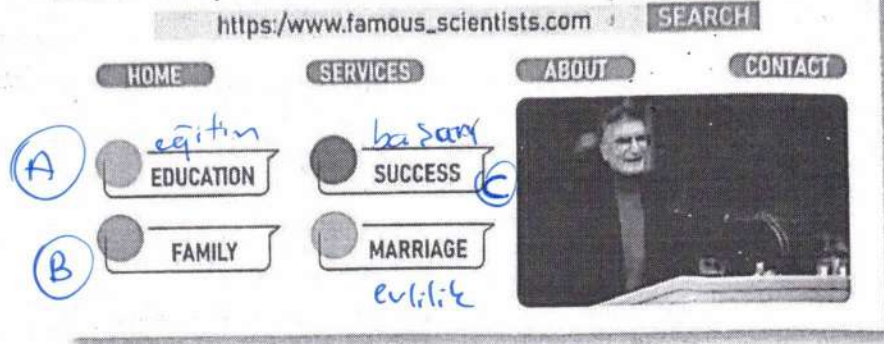 https:/www.famous_scientists.com SEARCH
HOME SERVICES ABOUT CONTACT
eğitim başarı
A EDUCATION SUCCESS C
B FAMILY MARRIAGE
evlilik